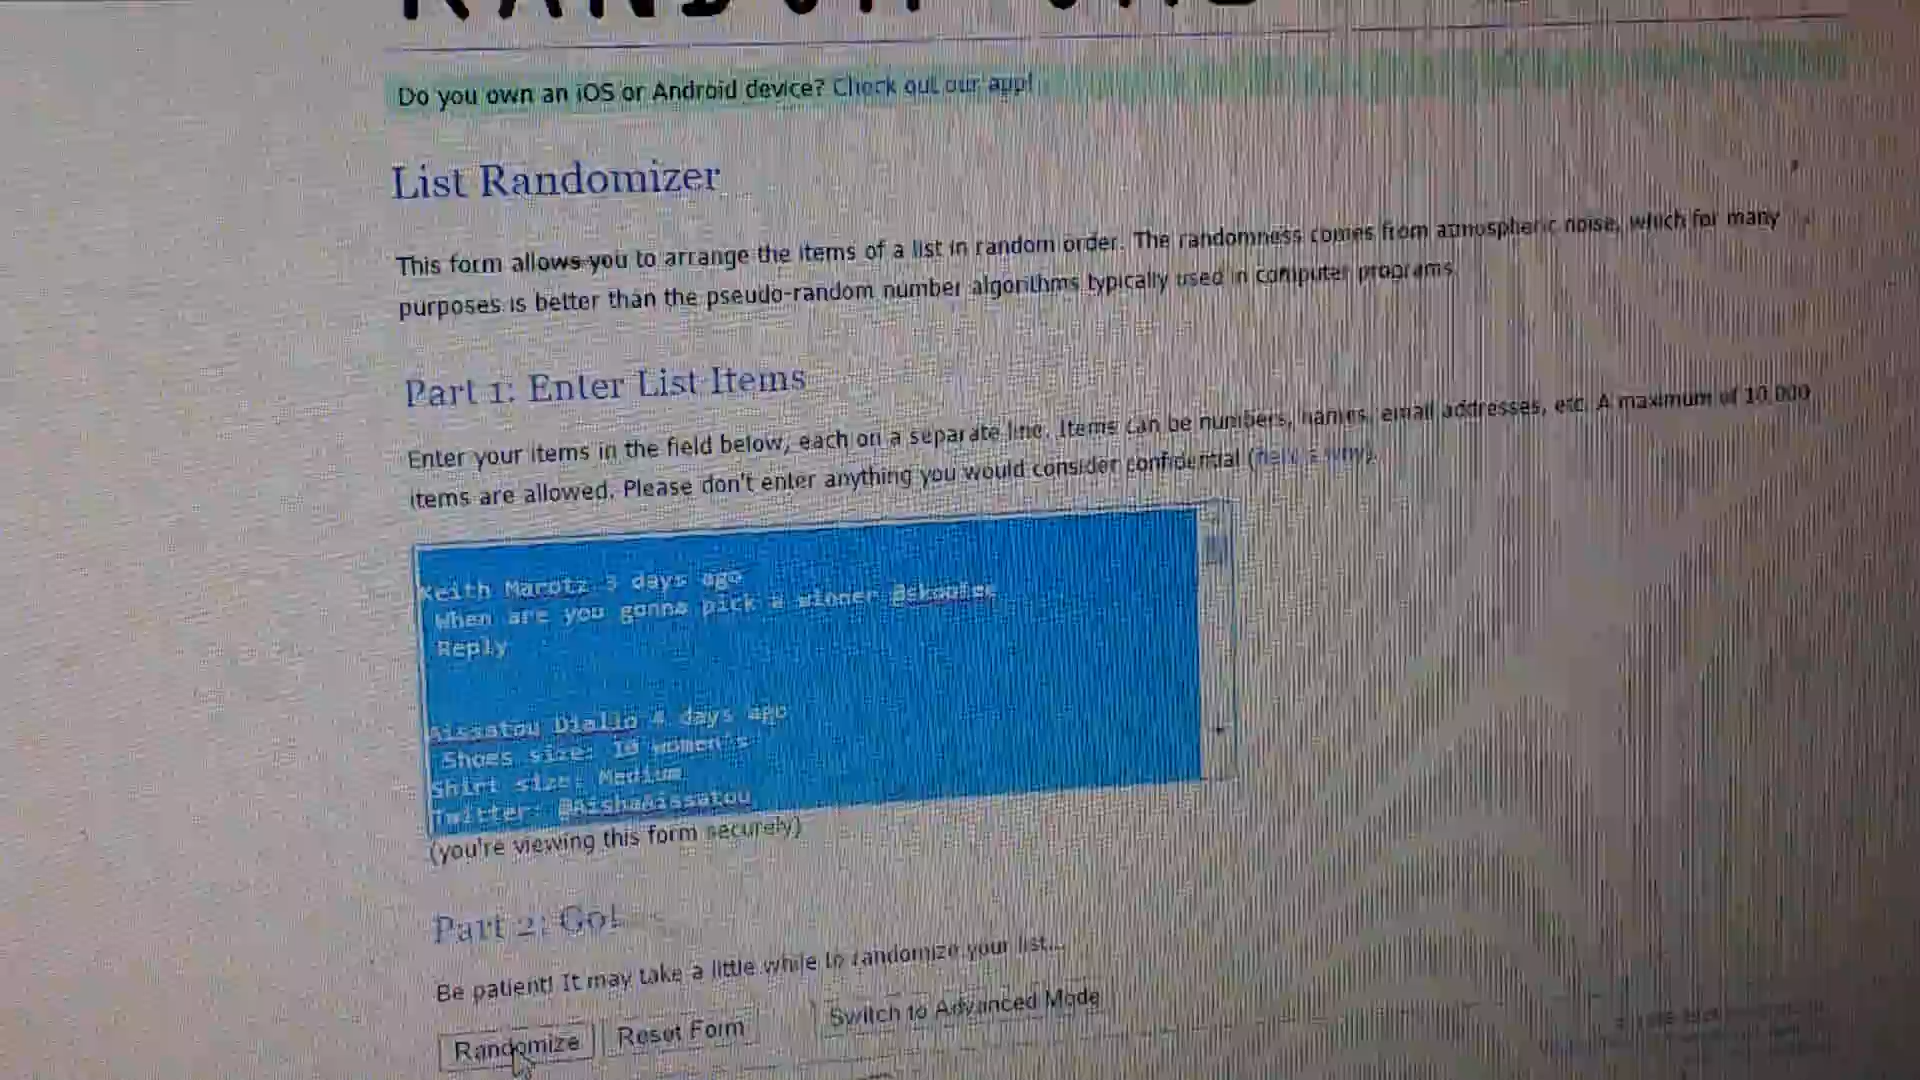 Do you own an iOS or Android device? Check out our app!
List Randomizer
This form allows you to arrange the items of a list in random order. The randomness comes from atmospheric noise, which for many
purposes is better than the pseudo-random number algorithms typically used in computer programs.
Part 1: Enter List Items
Enter your items in the field below, each on a separate line. Items can be numbers, names, email addresses, etc. A maximum of 10,000
items are allowed. Please don't enter anything you would consider confidential (here's why).
Keith Marotz 3 days ago
When are you gonna pick a winner
Reply
Aissatou Diallo 4 days ago
Shoes size: 10 women's
Shirt size: Medium
Twitter: @AishaAissatou
(you're viewing this form securely)
Part 2: Go!
Be patient! It may take a little while to randomize your list...
Randomize Reset Form Switch to Advanced Mode